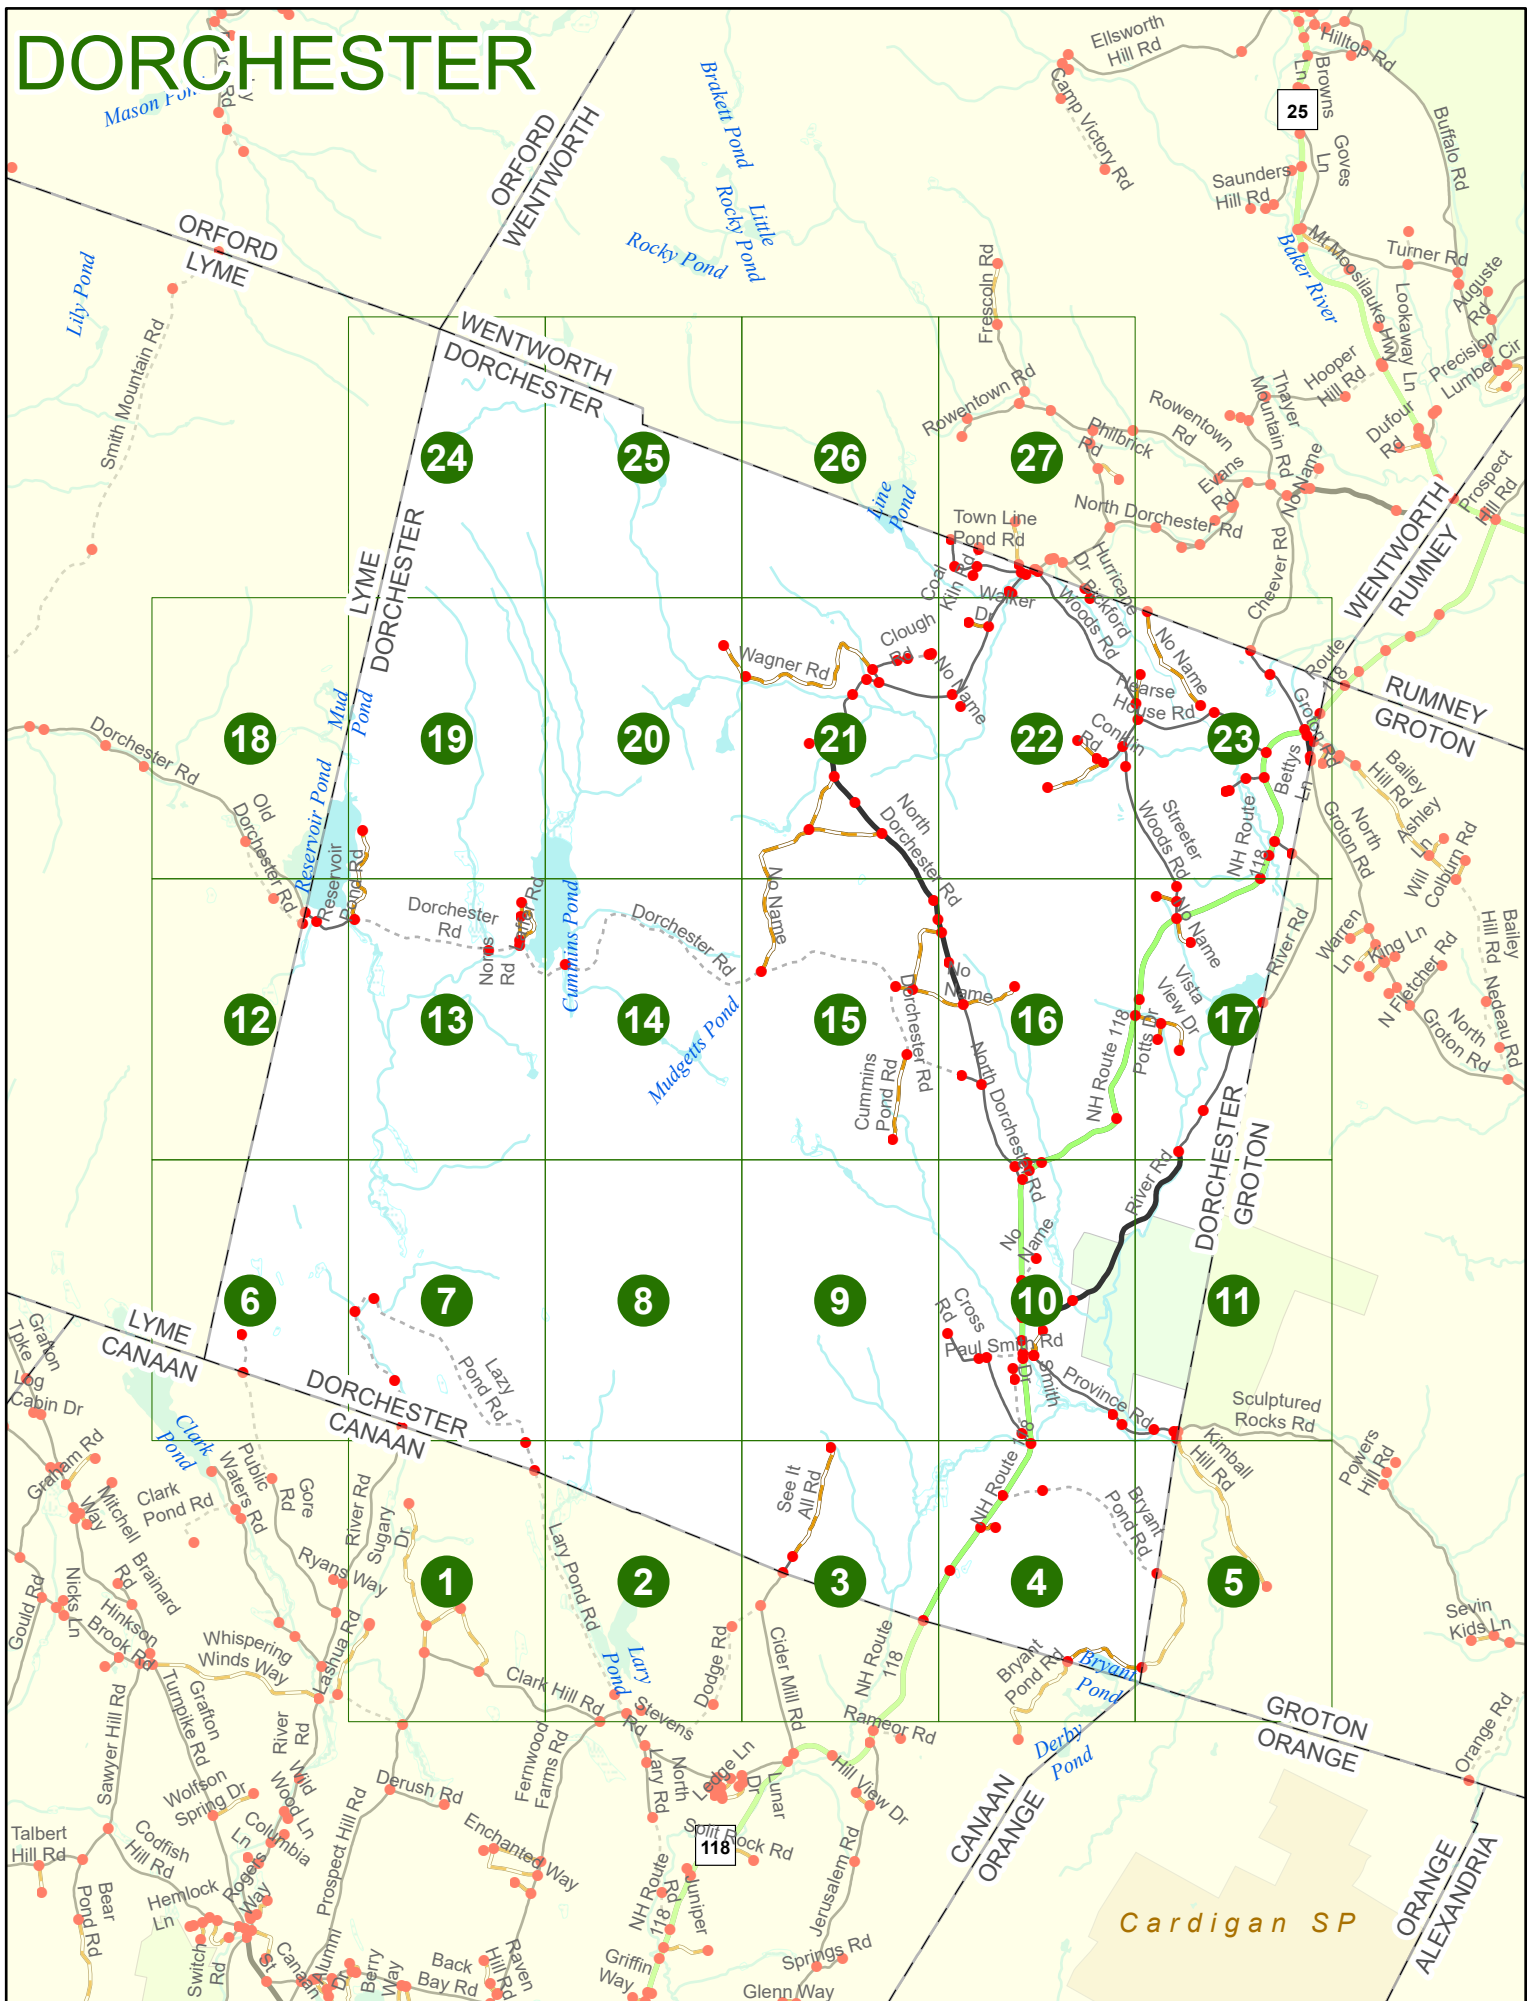 DORCHESTER
Mason Pon
Rd
Brakett Pond
Little
Rocky Pond
Rocky Pond
Lily Pond
ORFORD
WENTWORTH
ORFORD
LYME
Ellsworth
Hill Rd
Camp Victory Rd
Hilltop Rd
Browns
Ln
25
Goves
Ln
Buffalo Rd
Saunders
Hill Rd
Mt Moosilauke Hwy
Baker River
Turner Rd
Auguste
Rd
Lookaway Ln
Precision
Lumber Cir
Hooper
Hill Rd
Thayer
Mountain Rd
Dufour
Rd
Frescoln Rd
Rowentown Rd
Rowentown
Rd
Philbrick
Rd
Evans
Rd
No Name
North Dorchester Rd
Prospect
Hill Rd
WENTWORTH
RUMNEY
Cheever Rd
Smith Mountain Rd
WENTWORTH
DORCHESTER
24
25
26
27
Line
Pond
Town Line
Pond Rd
LYME
DORCHESTER
Coal
Kiln Rd
Walker
Dr
Hurricane
Dr
Bickford
Woods Rd
Clough
Rd
Wagner Rd
No Name
No Name
Hearse
House Rd
Conklin
Rd
Route
118
RUMNEY
GROTON
Groton Rd
Bettys
Ln
Mud
Pond
Dorchester Rd
18
19
20
21
22
23
Old
Dorchester Rd
Reservoir Pond
Reservoir
Pond Rd
North
Dorchester Rd
No Name
Streeter
Woods Rd
NH Route
118
North
Groton Rd
Bailey
Hill Rd
Ashley
Ln
Will
Colburn Rd
Bailey
Hill Rd
Warren
Ln
King Ln
N Fletcher Rd
North
Groton Rd
Nedeau Rd
Dorchester
Rd
Norris
Rd
Cummins Pond
Dorchester Rd
No
Name
No Name
River Rd
Vista
View Dr
Potts Dr
12
13
14
15
16
17
Mudgetts Pond
Dorchester Rd
Cummins
Pond Rd
North Dorchester Rd
NH Route 118
DORCHESTER
GROTON
River Rd
No
Name
6
7
8
9
10
11
LYME
CANAAN
Grafton
Tpke
Log
Cabin Dr
Clark
Pond
DORCHESTER
CANAAN
Lazy
Pond Rd
Cross
Rd
Paul Smith Rd
Smith
Dr
Province Rd
Sculptured
Rocks Rd
Kimball
Hill Rd
Powers
Hill Rd
Graham Rd
Mitchell
Way
Clark
Pond Rd
Waters Rd
Public
Rd
Gore
River Rd
Sugary
Dr
See It
All Rd
NH Route 118
Bryant
Pond Rd
Ryans Way
Lary Pond Rd
1
2
3
4
5
Gould Rd
Nicks Ln
Brainard
Rd
Hinkson
Brook Rd
Whispering
Winds Way
Lashua Rd
Clark Hill Rd
Lary
Pond
Dodge Rd
Cider Mill Rd
NH Route
118
Bryant
Pond Rd
Bryant
Pond
Derby
Pond
Sevin
Kids Ln
GROTON
ORANGE
Orange Rd
Sawyer Hill Rd
Grafton
Turnpike Rd
River
Rd
Wild
Wood Ln
Wolfson
Spring Dr
Columbia
Ln
Derush Rd
Prospect Hill Rd
Fernwood
Farms Rd
Stevens
Rd
North
Lary Rd
Ledge Ln
Lunar
Dr
Rameor Rd
Hill View Dr
CANAAN
ORANGE
Talbert
Hill Rd
Codfish
Hill Rd
Enchanted Way
118
Split Rock Rd
Jerusalem Rd
Bear
Pond Rd
Hemlock
Ln
Rogers
Way
Switch
Rd
Canaan
St
Alumni
Dr
Berry
Way
Back
Bay Rd
Raven
Hill Rd
NH Route
118
Juniper
Rd
Griffin
Way
Springs Rd
Glenn Way
Cardigan SP
ORANGE
ALEXANDRIA